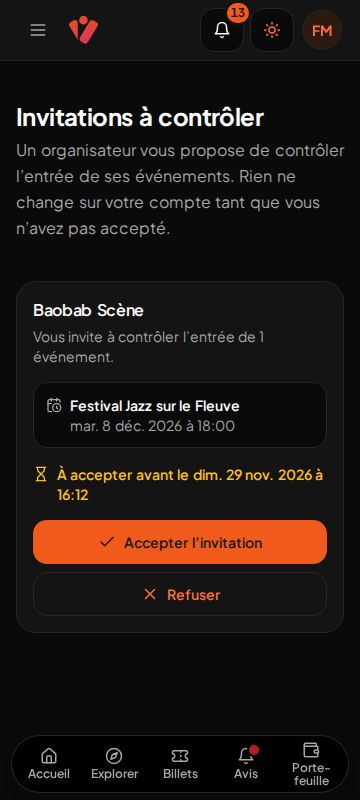 13
FM
Invitations à contrôler
Un organisateur vous propose de contrôler
l’entrée de ses événements. Rien ne
change sur votre compte tant que vous
n’avez pas accepté.
Baobab Scène
Vous invite à contrôler l’entrée de 1
événement.
Festival Jazz sur le Fleuve
mar. 8 déc. 2026 à 18:00
À accepter avant le dim. 29 nov. 2026 à
16:12
Accepter l’invitation
Refuser
Accueil
Explorer
Billets
Avis
Porte-
feuille